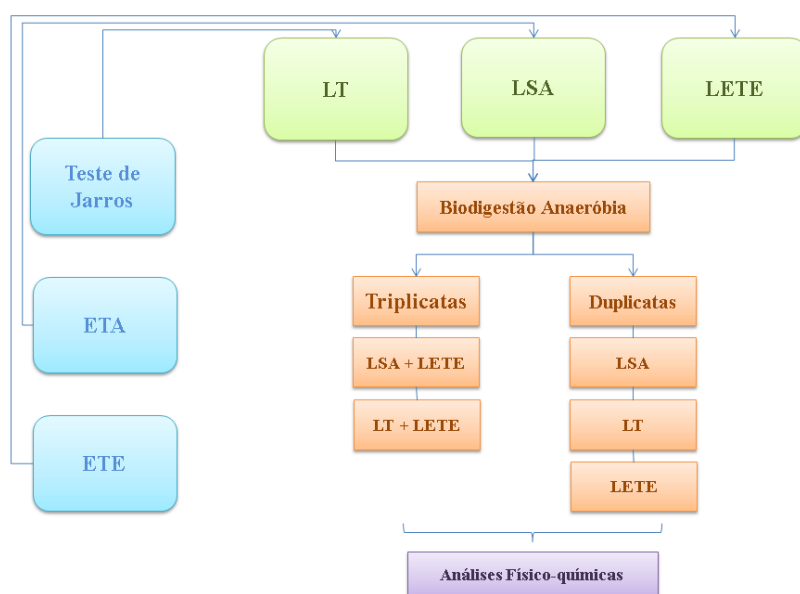 LT
LSA
LETE
Teste de
Jarros
ETA
ETE
Biodigestão Anaeróbia
Triplicatas
Duplicatas
LSA + LETE
LSA
LT + LETE
LT
LETE
Análises Físico-químicas